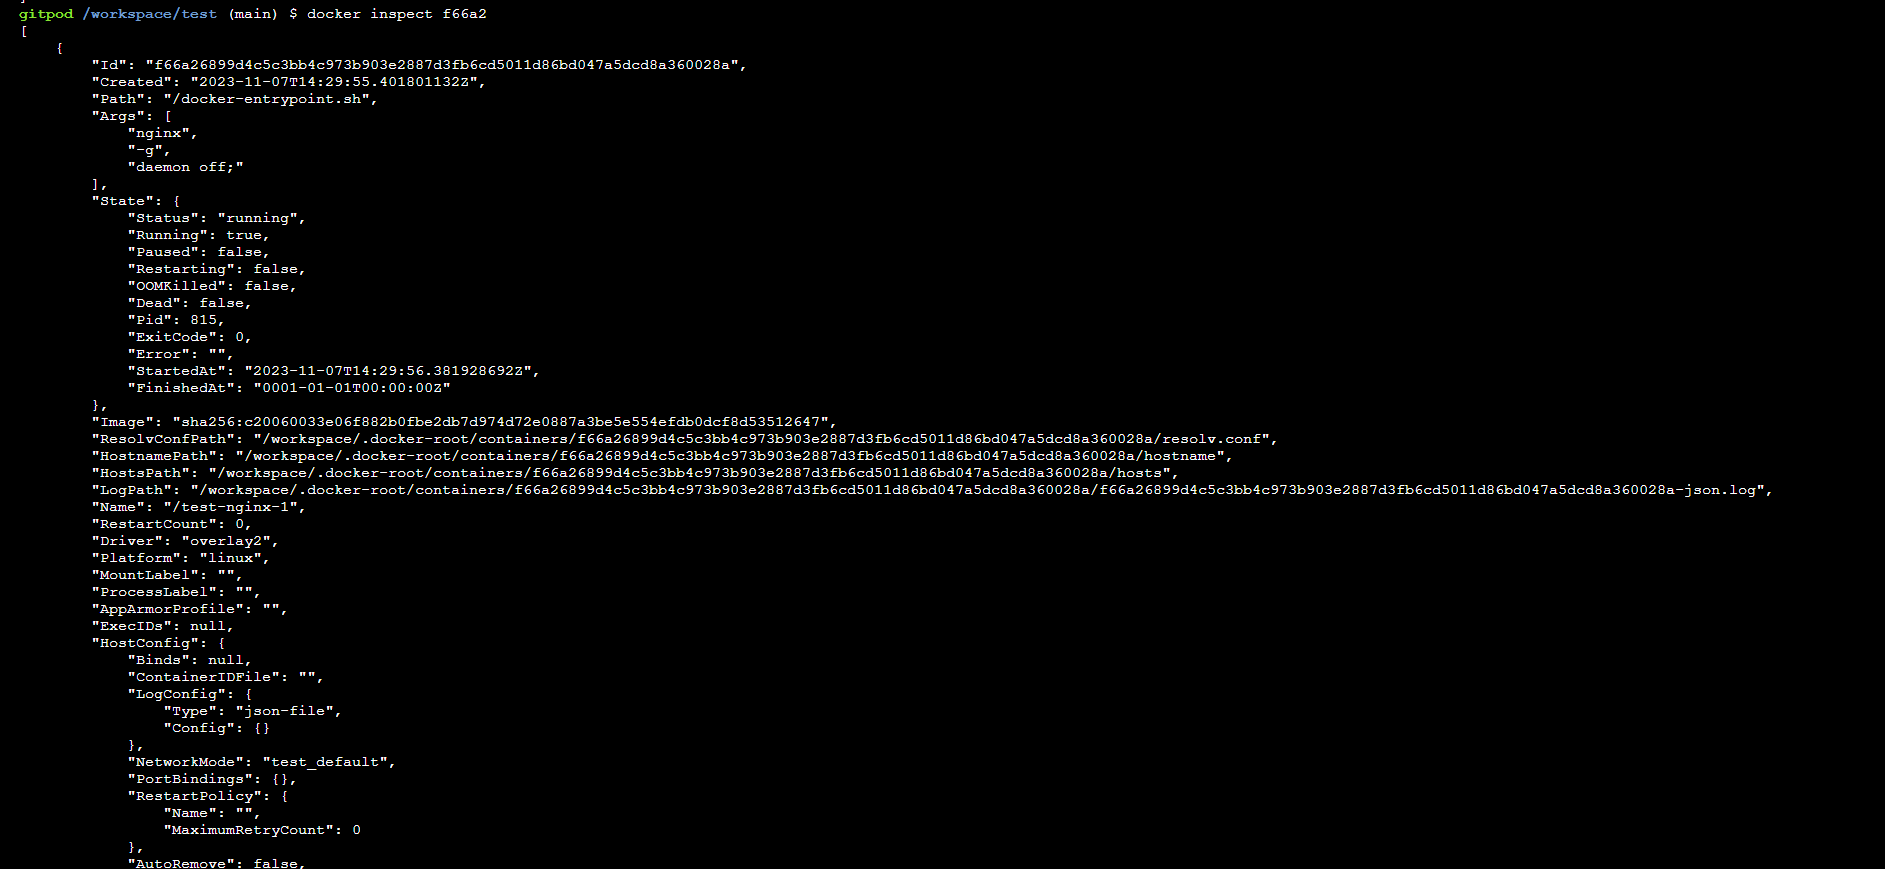 ]
gitpod /workspace/test (main) $ docker inspect f66a2
[
    {
        "Id": "f66a26899d4c5c3bb4c973b903e2887d3fb6cd5011d86bd047a5dcd8a360028a",
        "Created": "2023-11-07T14:29:55.401801132Z",
        "Path": "/docker-entrypoint.sh",
        "Args": [
            "nginx",
            "-g",
            "daemon off;"
        ],
        "State": {
            "Status": "running",
            "Running": true,
            "Paused": false,
            "Restarting": false,
            "OOMKilled": false,
            "Dead": false,
            "Pid": 815,
            "ExitCode": 0,
            "Error": "",
            "StartedAt": "2023-11-07T14:29:56.381928692Z",
            "FinishedAt": "0001-01-01T00:00:00Z"
        },
        "Image": "sha256:c20060033e06f882b0fbe2db7d974d72e0887a3be5e554efdb0dcf8d53512647",
        "ResolvConfPath": "/workspace/.docker-root/containers/f66a26899d4c5c3bb4c973b903e2887d3fb6cd5011d86bd047a5dcd8a360028a/resolv.conf",
        "HostnamePath": "/workspace/.docker-root/containers/f66a26899d4c5c3bb4c973b903e2887d3fb6cd5011d86bd047a5dcd8a360028a/hostname",
        "HostsPath": "/workspace/.docker-root/containers/f66a26899d4c5c3bb4c973b903e2887d3fb6cd5011d86bd047a5dcd8a360028a/hosts",
        "LogPath": "/workspace/.docker-root/containers/f66a26899d4c5c3bb4c973b903e2887d3fb6cd5011d86bd047a5dcd8a360028a/f66a26899d4c5c3bb4c973b903e2887d3fb6cd5011d86bd047a5dcd8a360028a-json.log",
        "Name": "/test-nginx-1",
        "RestartCount": 0,
        "Driver": "overlay2",
        "Platform": "linux",
        "MountLabel": "",
        "ProcessLabel": "",
        "AppArmorProfile": "",
        "ExecIDs": null,
        "HostConfig": {
            "Binds": null,
            "ContainerIDFile": "",
            "LogConfig": {
                "Type": "json-file",
                "Config": {}
            },
            "NetworkMode": "test_default",
            "PortBindings": {},
            "RestartPolicy": {
                "Name": "",
                "MaximumRetryCount": 0
            },
            "AutoRemove": false,